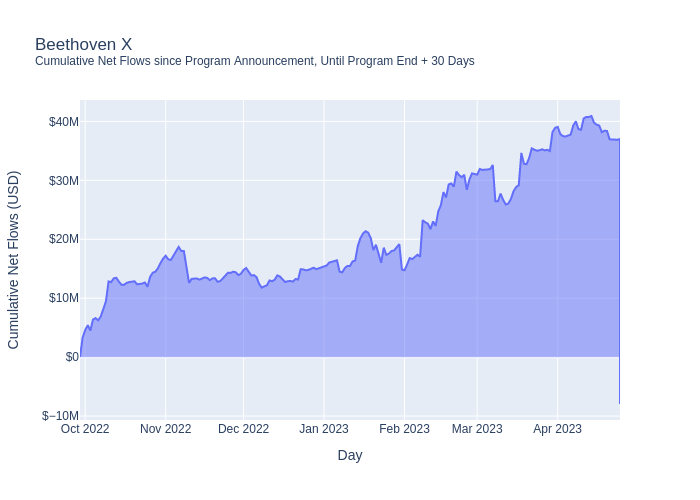 Beethoven X
Cumulative Net Flows since Program Announcement, Until Program End + 30 Days
Cumulative Net Flows (USD)
$40M
$30M
$20M
$10M
$0
$−10M
Oct 2022
Nov 2022
Dec 2022
Jan 2023
Feb 2023
Mar 2023
Apr 2023
Day